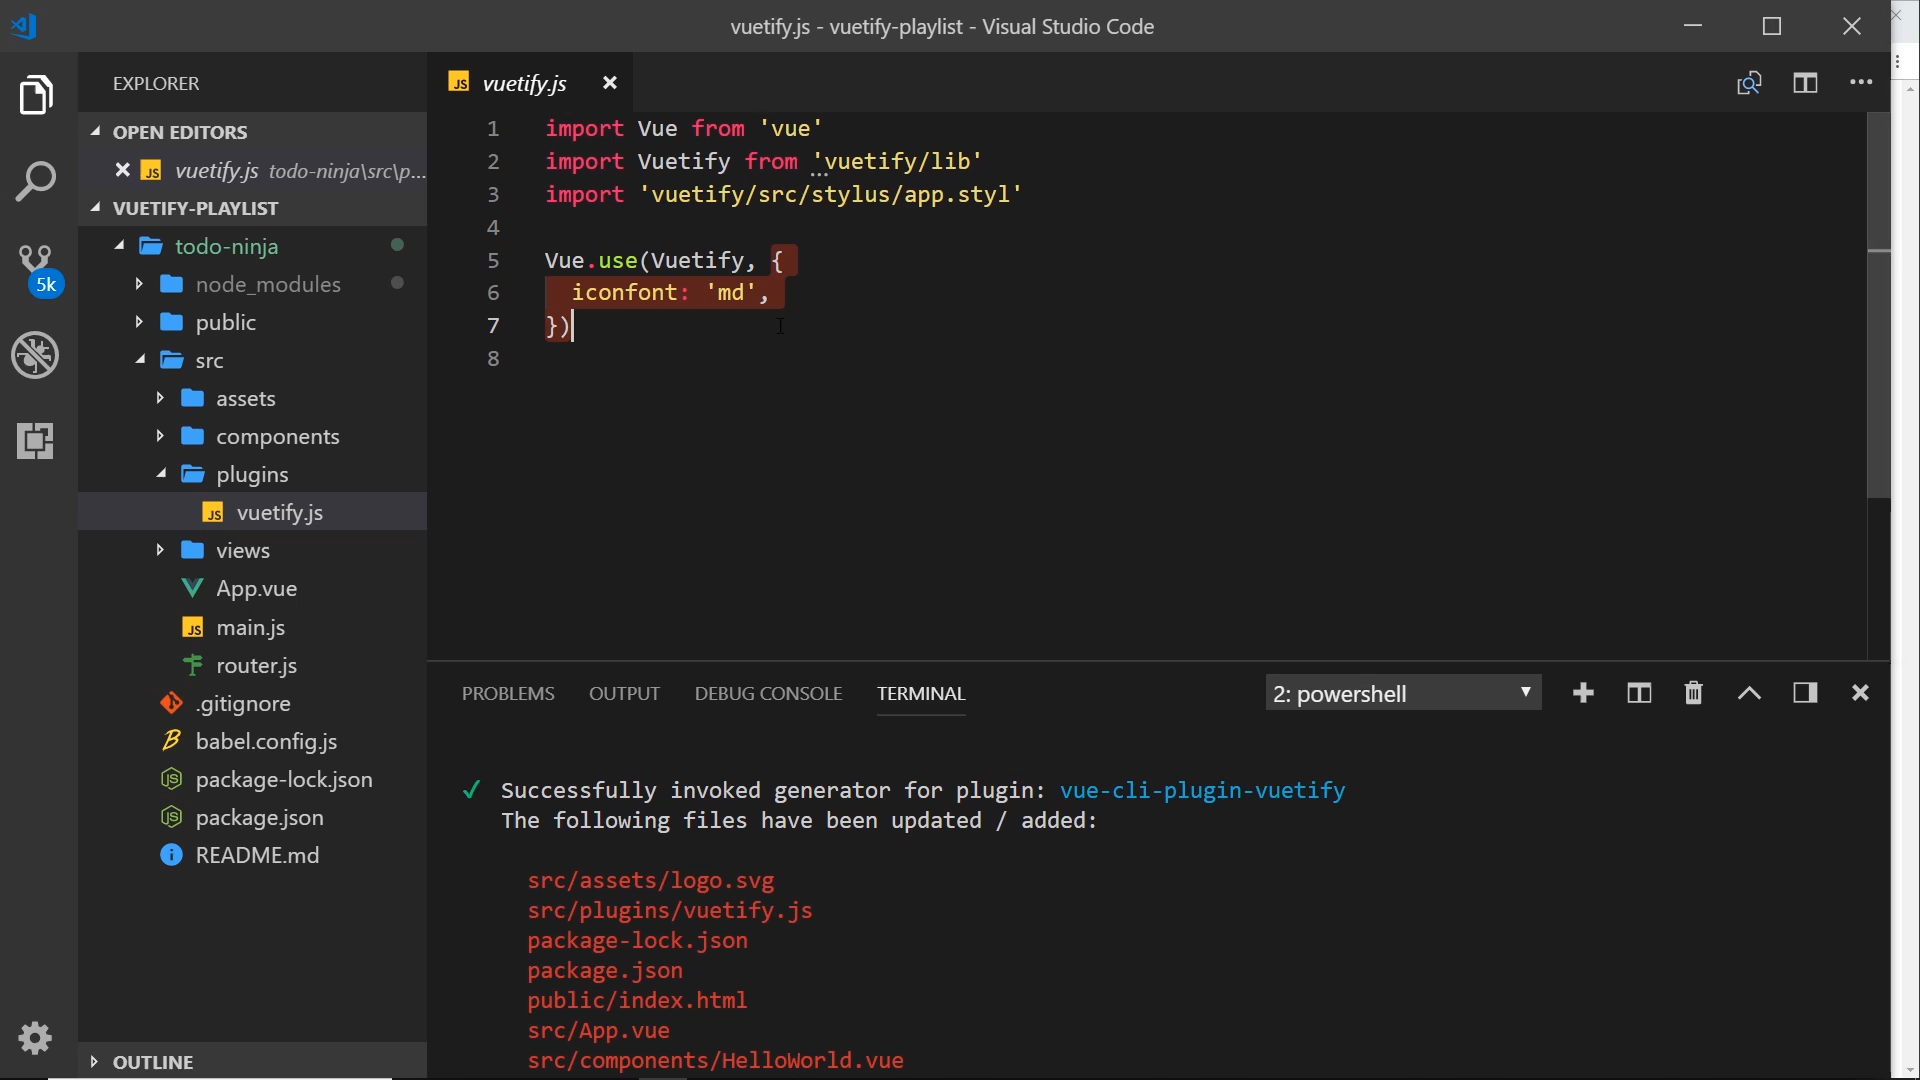 vuetify.js - vuetify-playlist - Visual Studio Code
EXPLORER
OPEN EDITORS
JS vuetify.js todo-ninja\src\p...
VUETIFY-PLAYLIST
todo-ninja
node_modules
public
src
assets
components
plugins
JS vuetify.js
views
App.vue
JS main.js
router.js
.gitignore
babel.config.js
package-lock.json
package.json
README.md
OUTLINE
5k
JS vuetify.js
1 import Vue from 'vue'
2 import Vuetify from 'vuetify/lib'
3 import 'vuetify/src/stylus/app.styl'
4
5 Vue.use(Vuetify, {
6 iconfont: 'md',
7 })
8
PROBLEMS OUTPUT DEBUG CONSOLE TERMINAL 2: powershell
✓ Successfully invoked generator for plugin: vue-cli-plugin-vuetify
The following files have been updated / added:
src/assets/logo.svg
src/plugins/vuetify.js
package-lock.json
package.json
public/index.html
src/App.vue
src/components/HelloWorld.vue